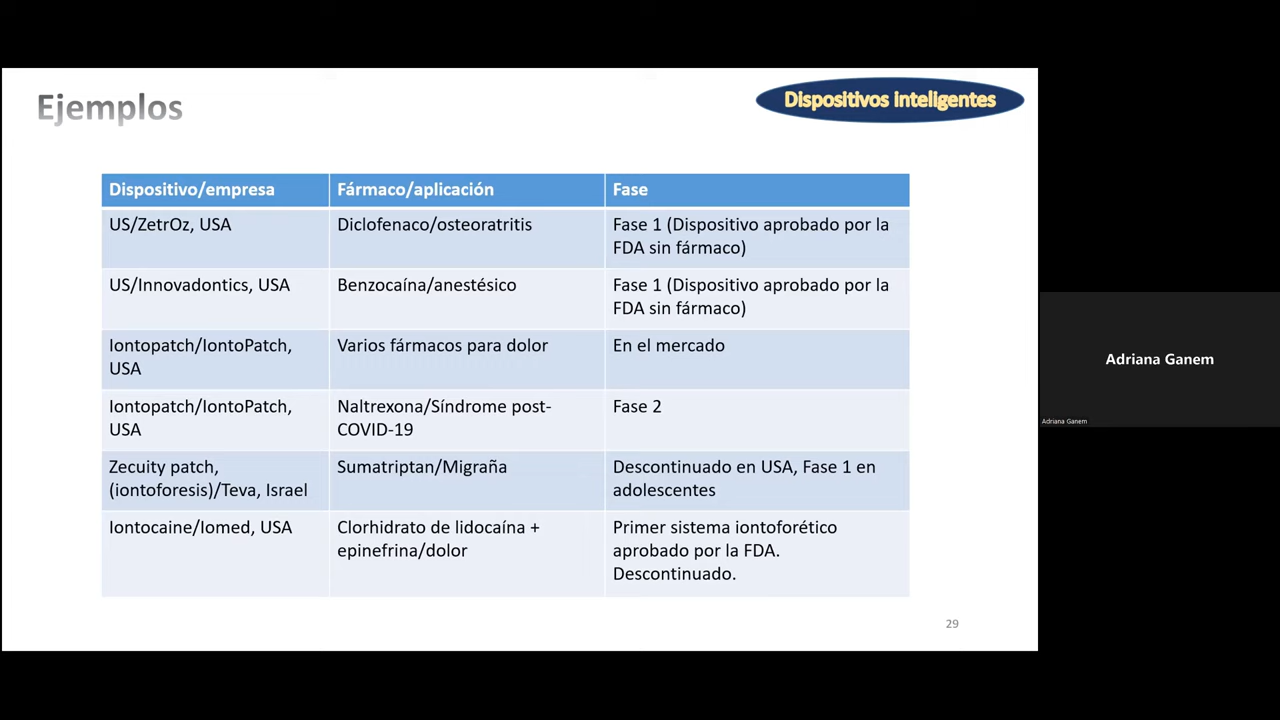 Ejemplos
Dispositivos inteligentes
Dispositivo/empresa
Fármaco/aplicación
Fase
US/ZetrOz, USA
Diclofenaco/osteoratritis
Fase 1 (Dispositivo aprobado por la
FDA sin fármaco)
US/Innovadontics, USA
Benzocaína/anestésico
Fase 1 (Dispositivo aprobado por la
FDA sin fármaco)
Iontopatch/IontoPatch,
USA
Varios fármacos para dolor
En el mercado
Iontopatch/IontoPatch,
USA
Naltrexona/Síndrome post-
COVID-19
Fase 2
Zecuity patch,
(iontoforesis)/Teva, Israel
Sumatriptan/Migraña
Descontinuado en USA, Fase 1 en
adolescentes
Iontocaine/Iomed, USA
Clorhidrato de lidocaína +
epinefrina/dolor
Primer sistema iontoforético
aprobado por la FDA.
Descontinuado.
29
Adriana Ganem
Adriana Ganem